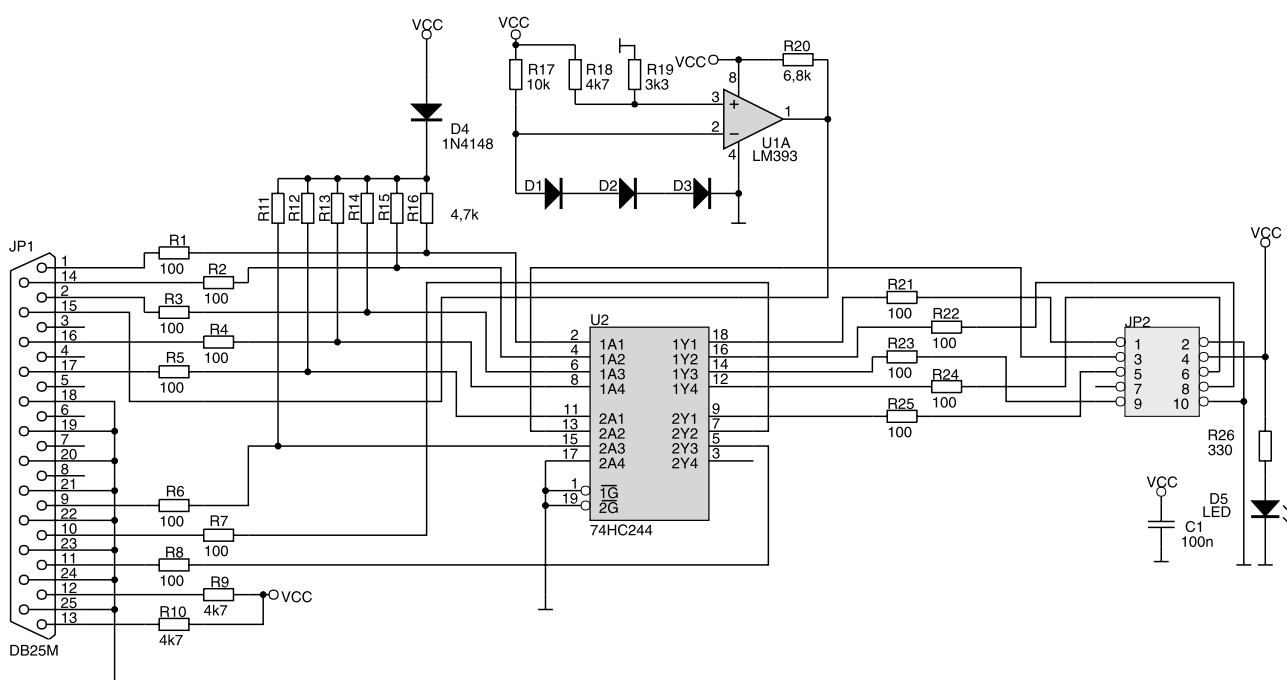 VCC
VCC
R17
10k
R18
4k7
R19
3k3
VCC
8
R20
6,8k
3
+
1
2
−
4
U1A
LM393
D4
1N4148
D1
D2
D3
R11
R12
R13
R14
R15
R16
4,7k
JP1
1
14
2
15
3
16
4
17
5
18
6
19
7
20
8
21
9
22
10
23
11
24
12
25
13
DB25M
R1
100
R2
100
R3
100
R4
100
R5
100
R6
100
R7
100
R8
100
R9
4k7
VCC
R10
4k7
U2
2 1A1 1Y1 18
4 1A2 1Y2 16
6 1A3 1Y3 14
8 1A4 1Y4 12
11 2A1 2Y1 9
13 2A2 2Y2 7
15 2A3 2Y3 5
17 2A4 2Y4 3
1 1G
19 2G
74HC244
R21
100
R22
100
R23
100
R24
100
R25
100
VCC
JP2
1 2
3 4
5 6
7 8
9 10
R26
330
VCC
C1
100n
D5
LED